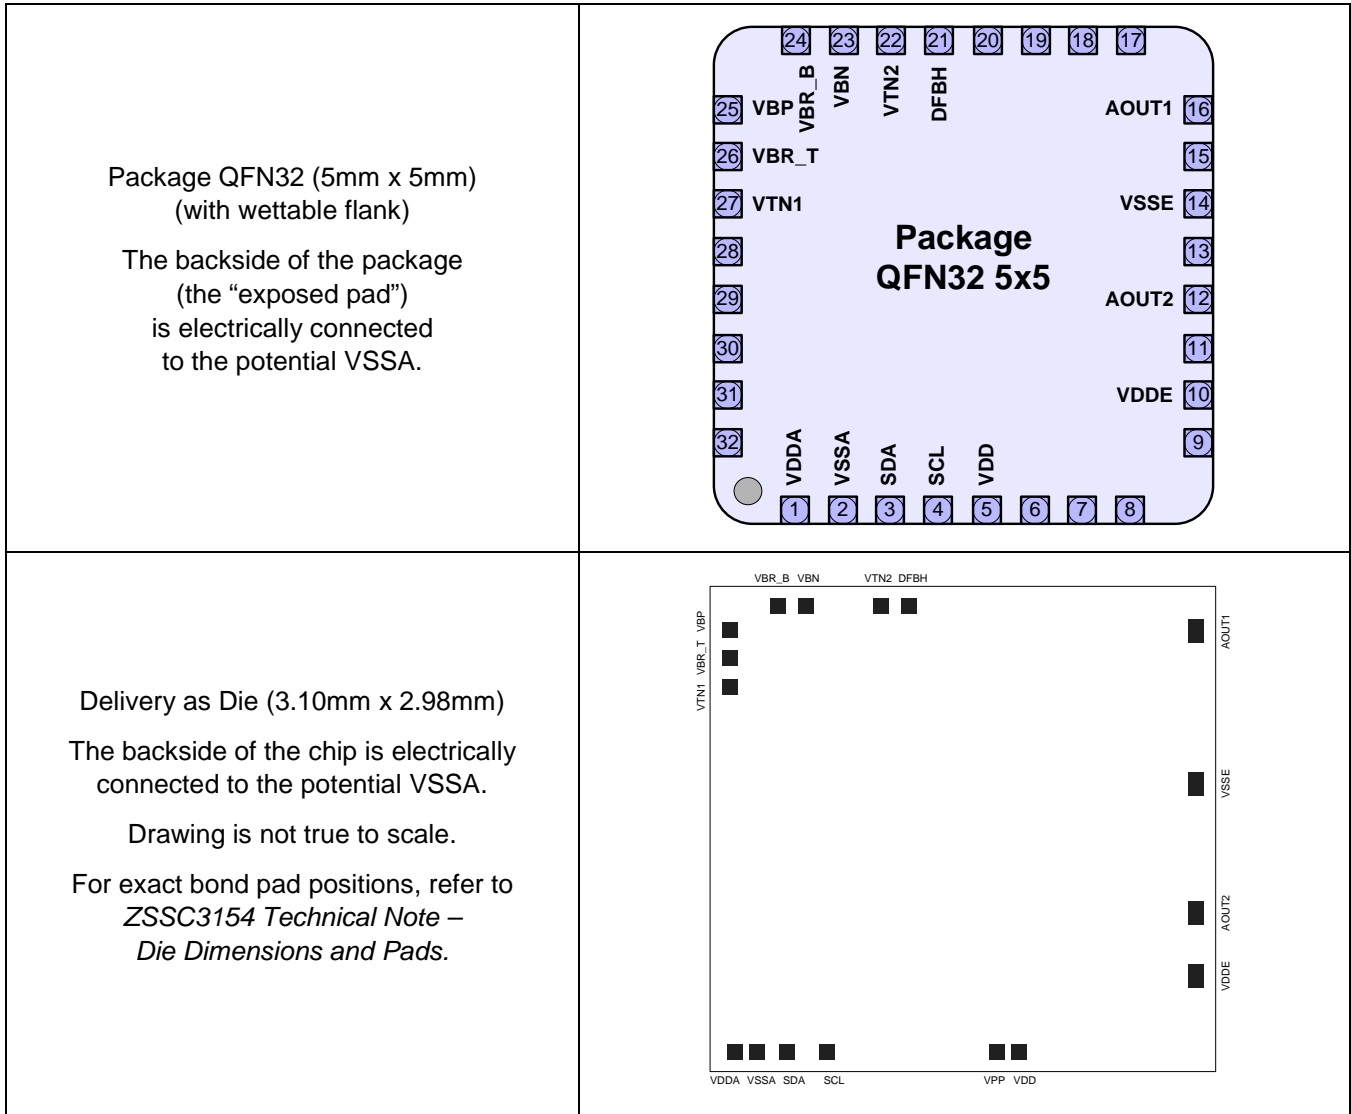 Package QFN32 (5mm x 5mm)
(with wettable flank)
The backside of the package
(the “exposed pad”)
is electrically connected
to the potential VSSA.
24 23 22 21 20 19 18 17
VBR_B VBN VTN2 DFBH
25 VBP
26 VBR_T
27 VTN1
28
29
30
31
32
AOUT1 16
15
VSSE 14
13
AOUT2 12
11
VDDE 10
9
Package
QFN32 5x5
VDDA VSSA SDA SCL VDD
1 2 3 4 5 6 7 8
Delivery as Die (3.10mm x 2.98mm)
The backside of the chip is electrically
connected to the potential VSSA.
Drawing is not true to scale.
For exact bond pad positions, refer to
ZSSC3154 Technical Note –
Die Dimensions and Pads.
VBR_B VBN VTN2 DFBH
VBP
VBR_T
VTN1
AOUT1
VSSE
AOUT2
VDDE
VDDA VSSA SDA SCL VPP VDD